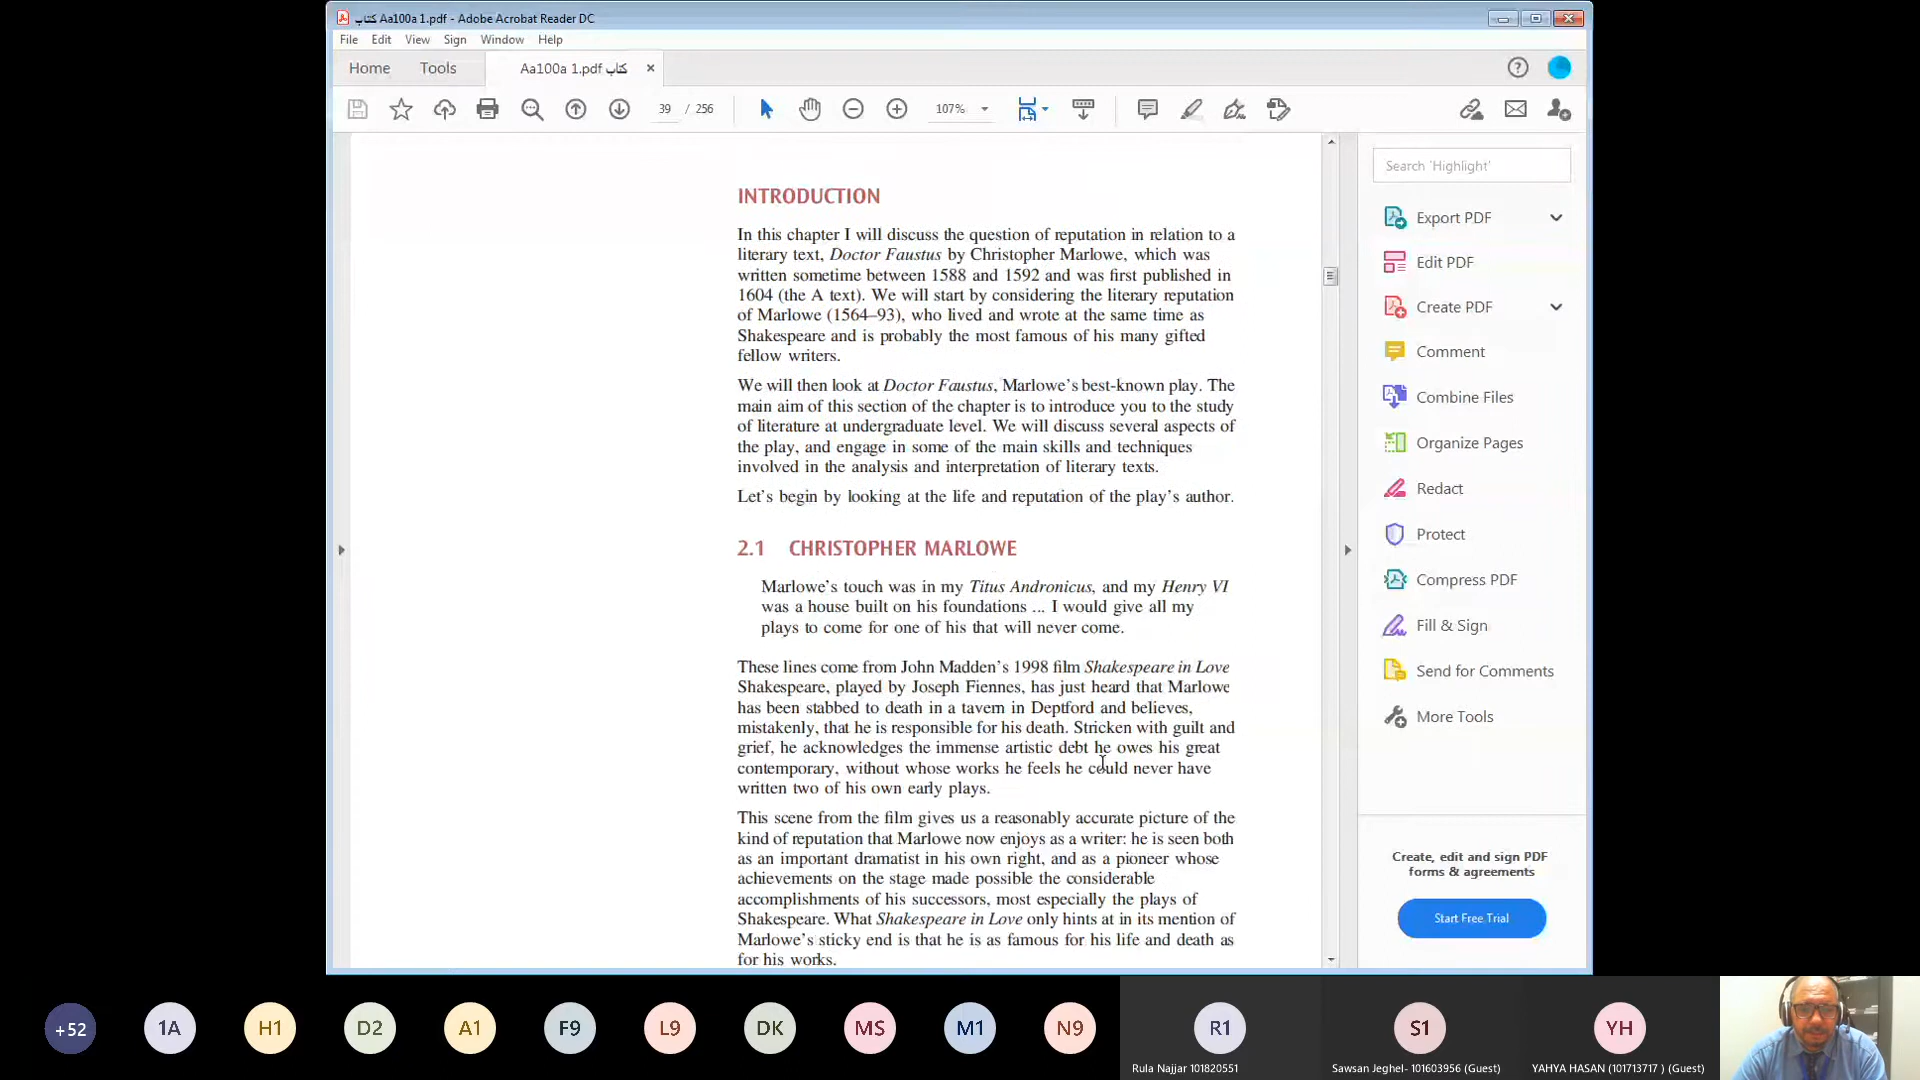 كتاب Aa100a 1.pdf - Adobe Acrobat Reader DC
File Edit View Sign Window Help
Home Tools Aa100a 1.pdf كتاب
39 / 256 107%
INTRODUCTION
In this chapter I will discuss the question of reputation in relation to a
literary text, Doctor Faustus by Christopher Marlowe, which was
written sometime between 1588 and 1592 and was first published in
1604 (the A text). We will start by considering the literary reputation
of Marlowe (1564–93), who lived and wrote at the same time as
Shakespeare and is probably the most famous of his many gifted
fellow writers.
We will then look at Doctor Faustus, Marlowe's best-known play. The
main aim of this section of the chapter is to introduce you to the study
of literature at undergraduate level. We will discuss several aspects of
the play, and engage in some of the main skills and techniques
involved in the analysis and interpretation of literary texts.
Let's begin by looking at the life and reputation of the play's author.
2.1 CHRISTOPHER MARLOWE
Marlowe's touch was in my Titus Andronicus, and my Henry VI
was a house built on his foundations ... I would give all my
plays to come for one of his that will never come.
These lines come from John Madden's 1998 film Shakespeare in Love
Shakespeare, played by Joseph Fiennes, has just heard that Marlowe
has been stabbed to death in a tavern in Deptford and believes,
mistakenly, that he is responsible for his death. Stricken with guilt and
grief, he acknowledges the immense artistic debt he owes his great
contemporary, without whose works he feels he could never have
written two of his own early plays.
This scene from the film gives us a reasonably accurate picture of the
kind of reputation that Marlowe now enjoys as a writer: he is seen both
as an important dramatist in his own right, and as a pioneer whose
achievements on the stage made possible the considerable
accomplishments of his successors, most especially the plays of
Shakespeare. What Shakespeare in Love only hints at in its mention of
Marlowe's sticky end is that he is as famous for his life and death as
for his works.
Search 'Highlight'
Export PDF
Edit PDF
Create PDF
Comment
Combine Files
Organize Pages
Redact
Protect
Compress PDF
Fill & Sign
Send for Comments
More Tools
Create, edit and sign PDF
forms & agreements
Start Free Trial
+52 1A H1 D2 A1 F9 L9 DK MS M1 N9 R1 S1 YH
Rula Najjar 101820551 Sawsan Jeghel- 101603956 (Guest) YAHYA HASAN (101713717 ) (Guest)